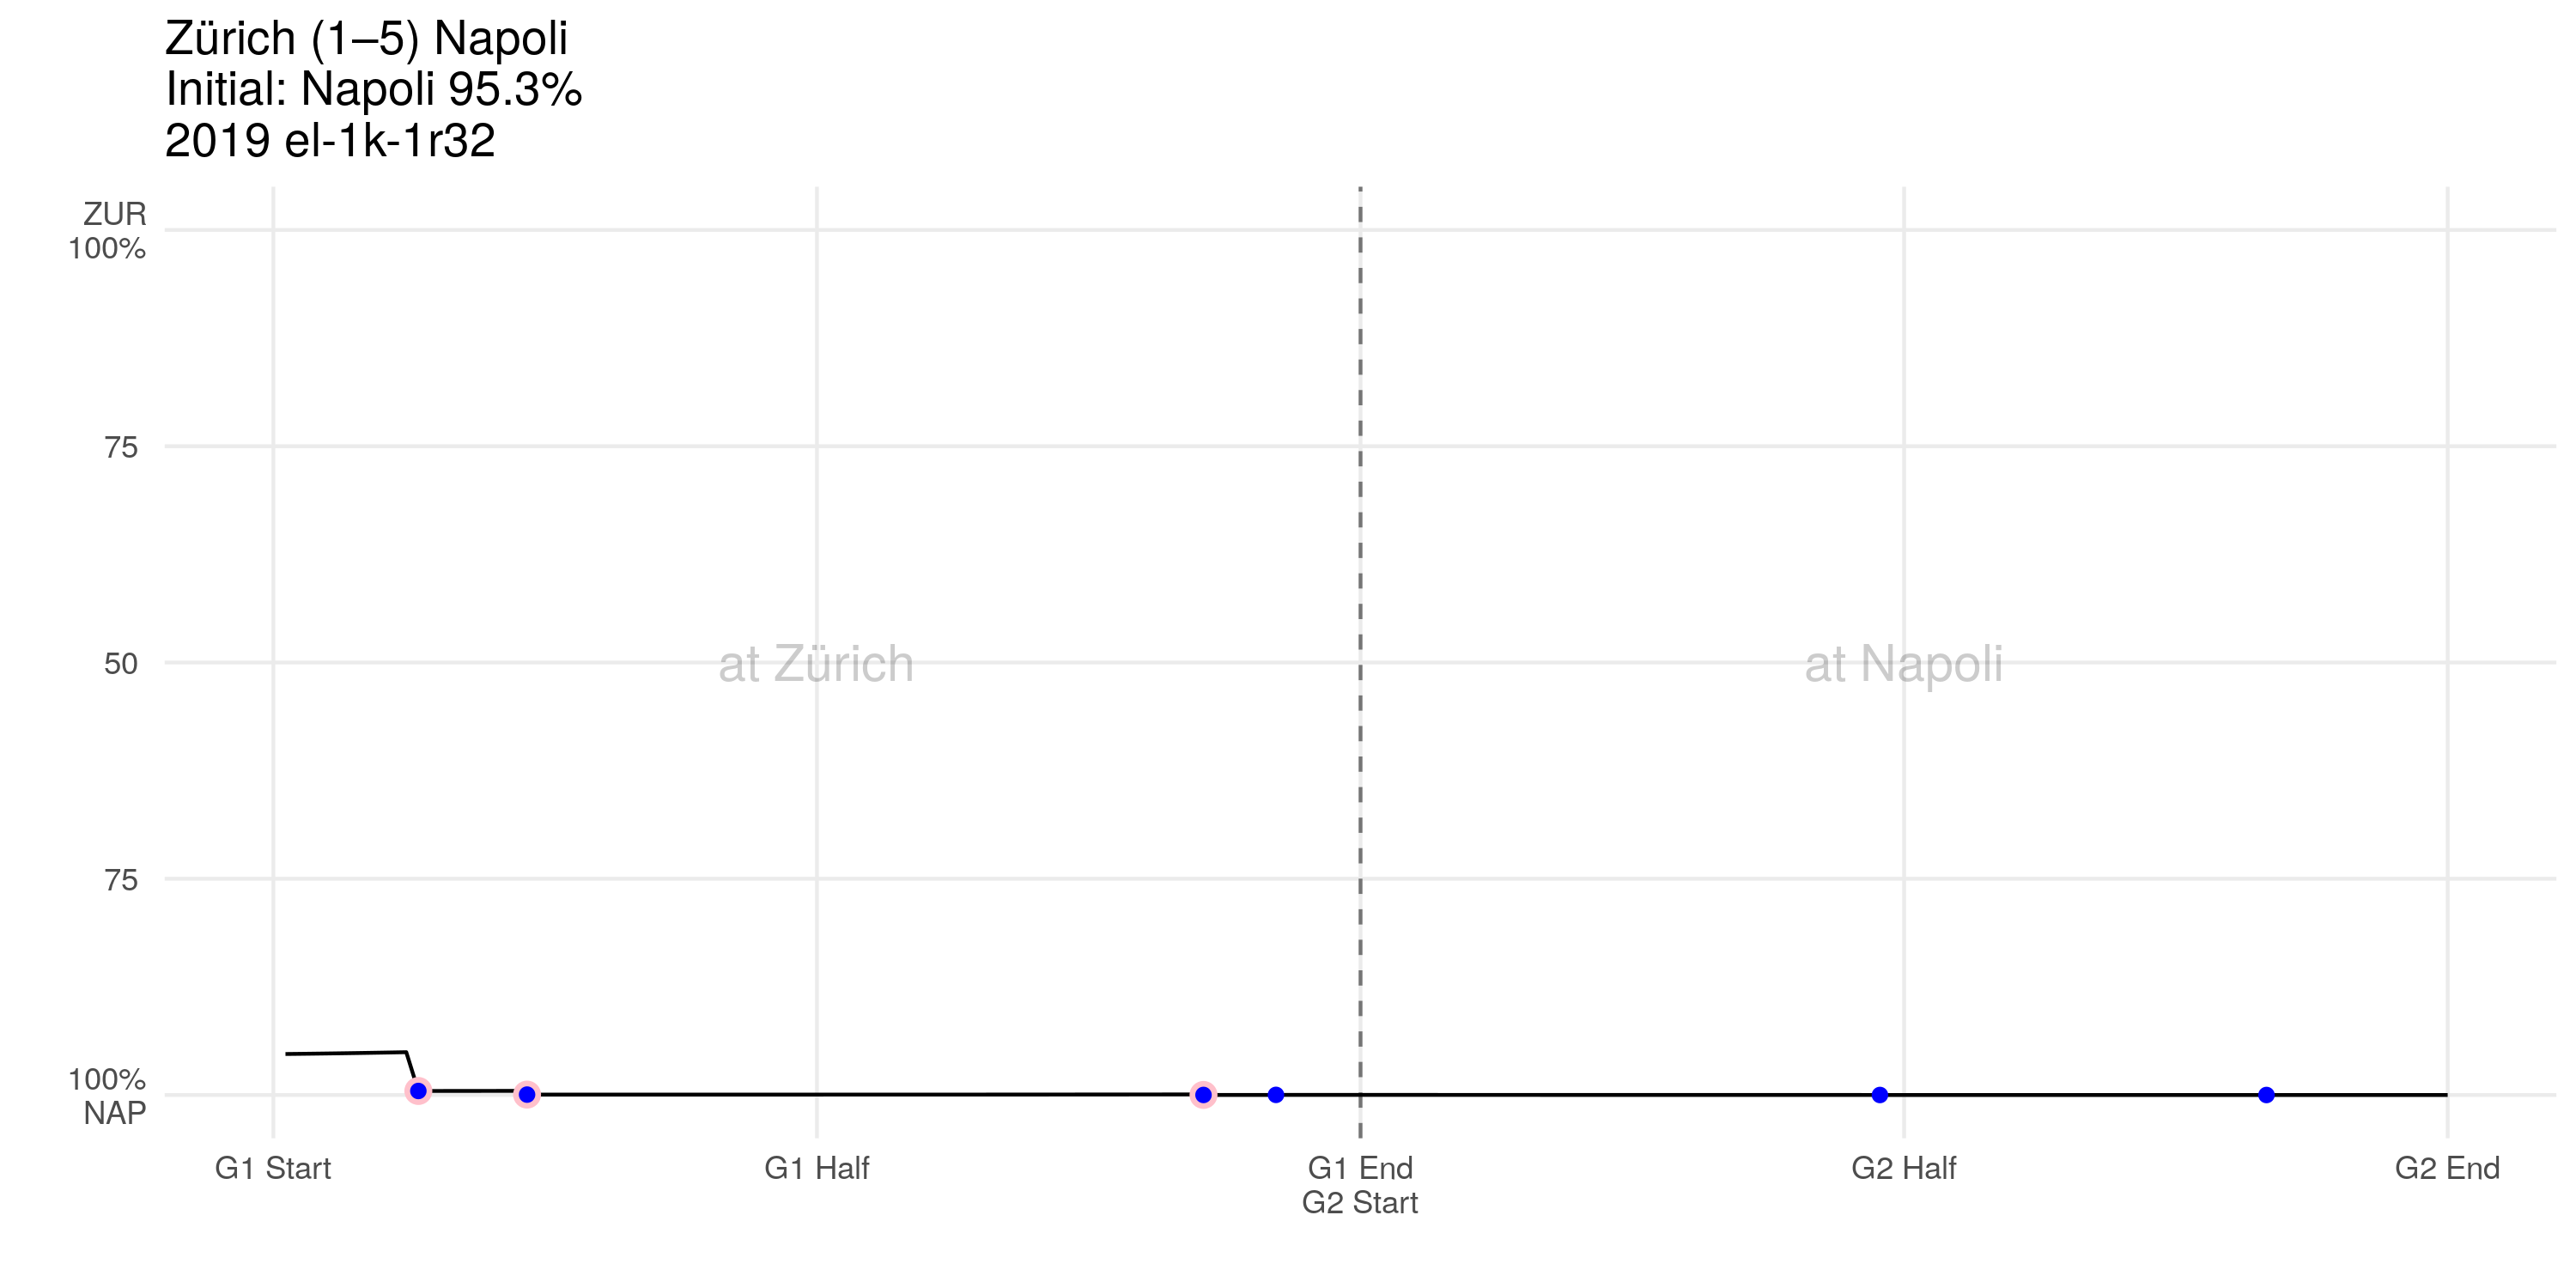 Zürich (1–5) Napoli
Initial: Napoli 95.3%
2019 el-1k-1r32
ZUR
100%
75
50
75
100%
NAP
at Zürich
at Napoli
G1 Start
G1 Half
G1 End
G2 Start
G2 Half
G2 End